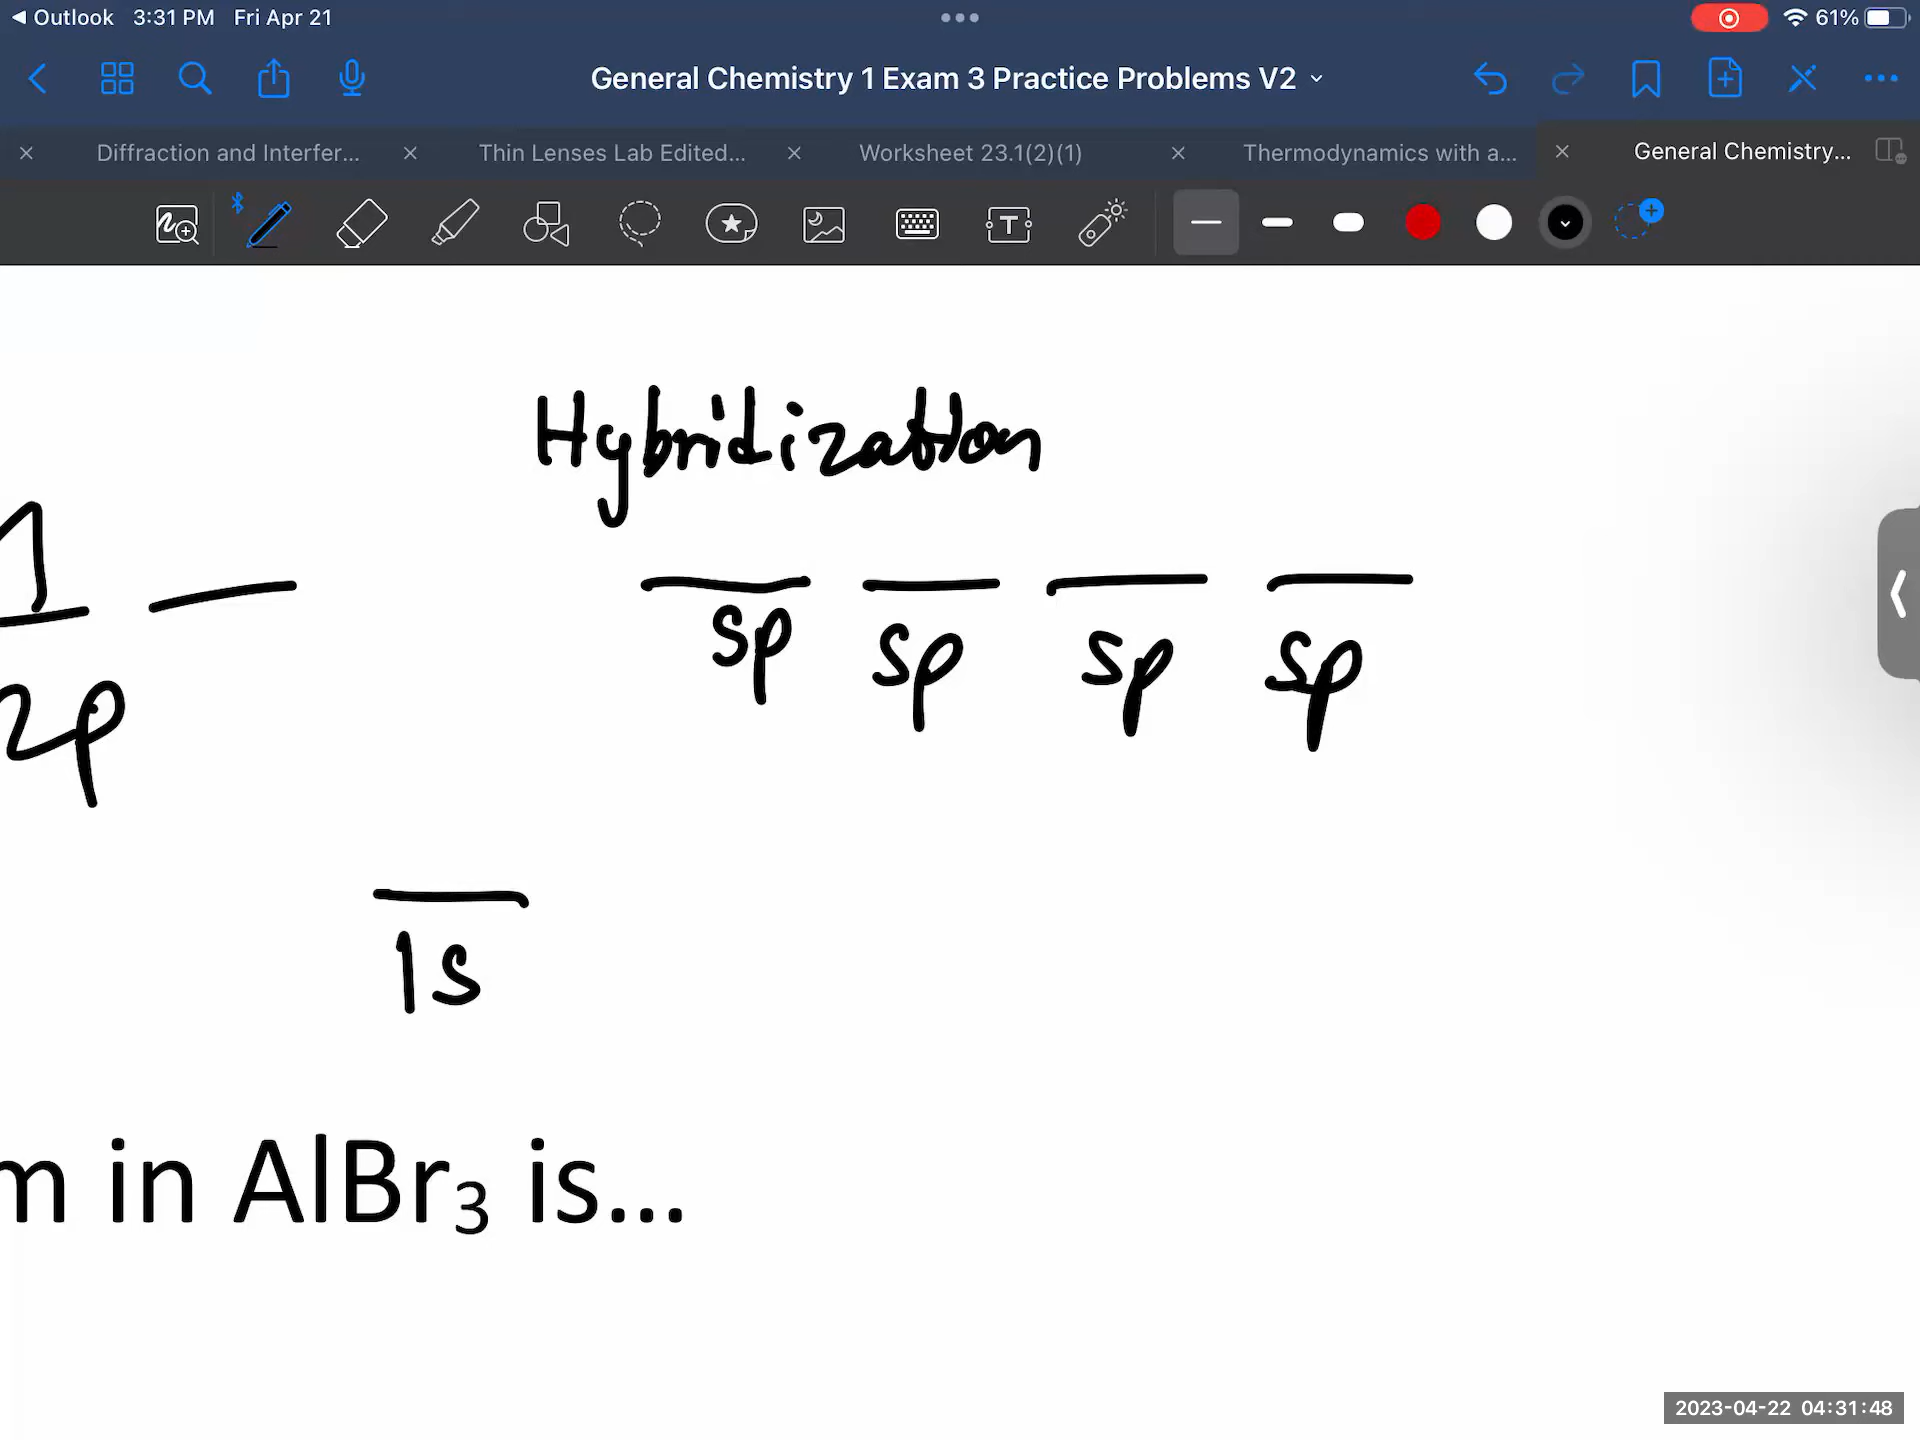 Outlook 3:31 PM Fri Apr 21 61%
General Chemistry 1 Exam 3 Practice Problems V2
Diffraction and Interfer... Thin Lenses Lab Edited... Worksheet 23.1(2)(1) Thermodynamics with a... General Chemistry...
Hybridization
1
2p
sp sp sp sp
1s
m in AlBr₃ is...
2023-04-22 04:31:48